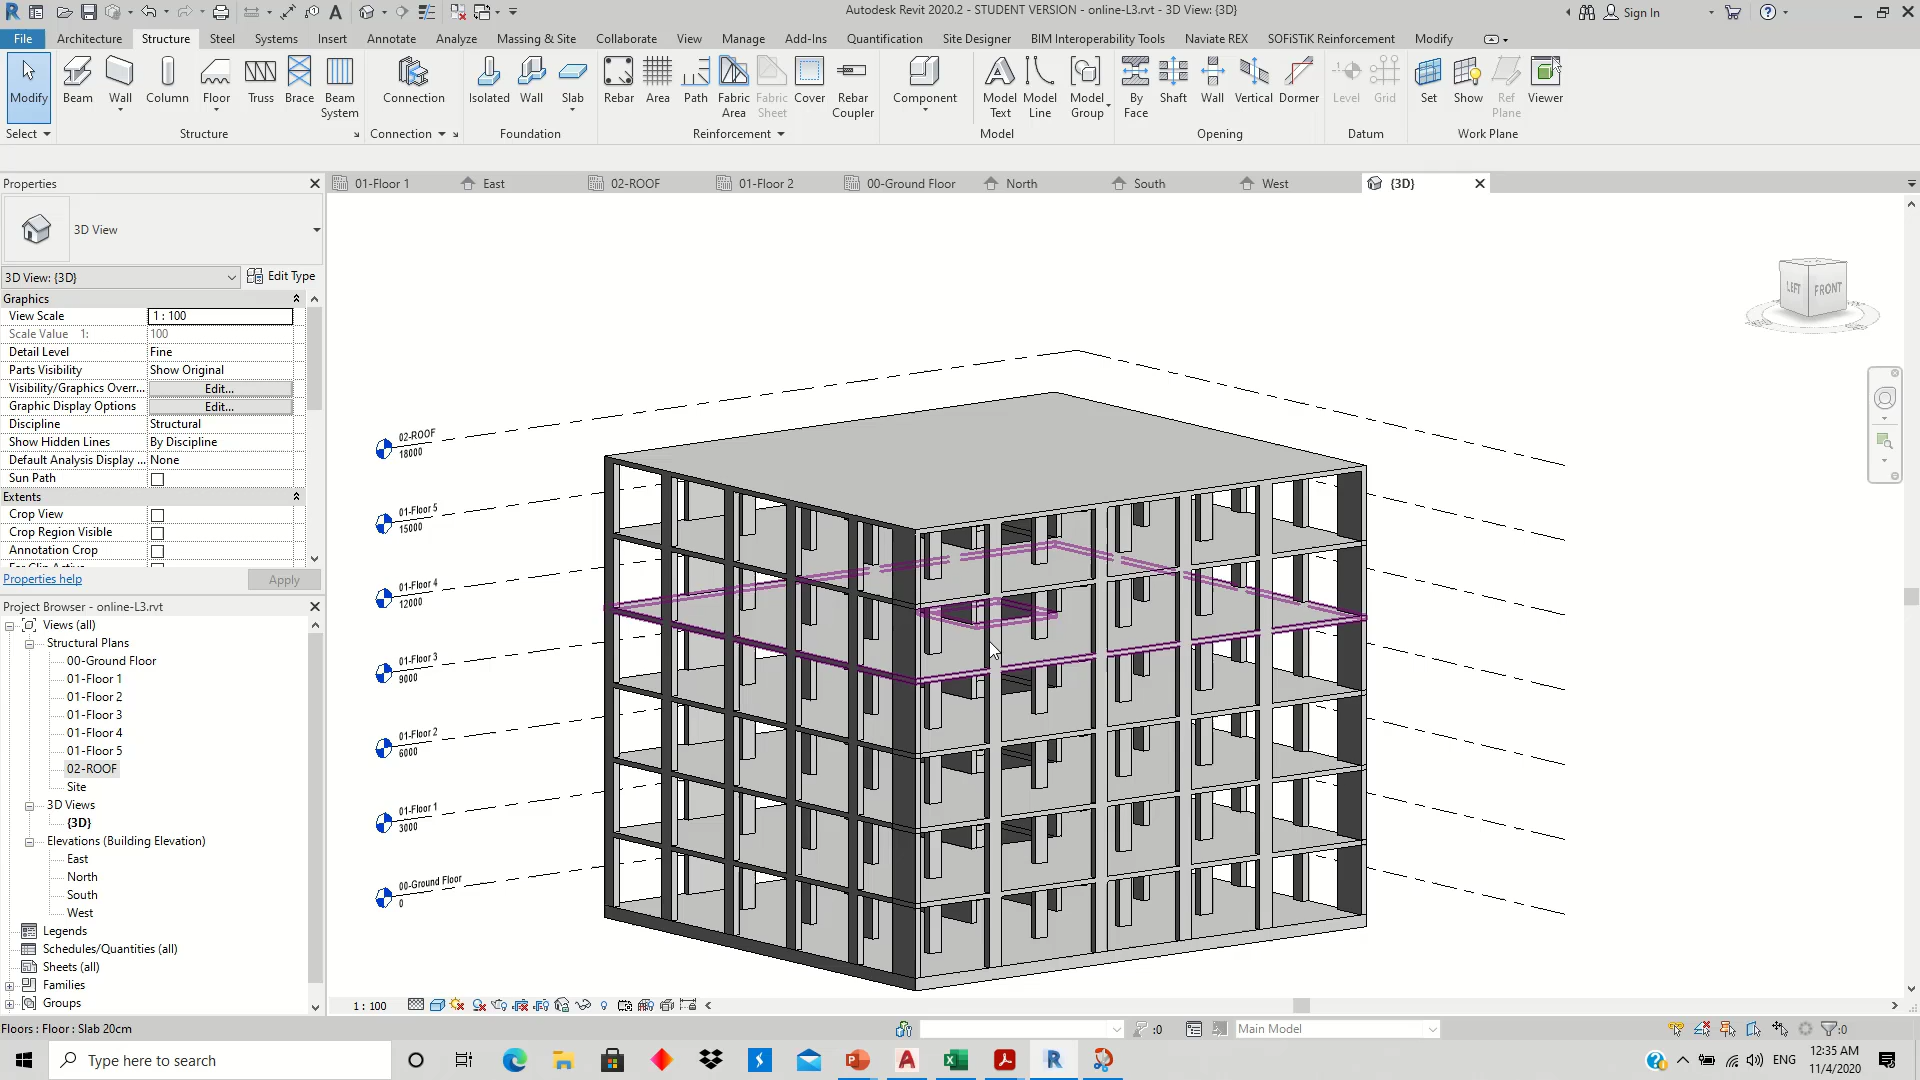 Autodesk Revit 2020.2 - STUDENT VERSION - online-L3.rvt - 3D View: {3D}
Sign In
File Architecture Structure Steel Systems Insert Annotate Analyze Massing & Site Collaborate View Manage Add-Ins Quantification Site Designer BIM Interoperability Tools Naviate REX SOFiSTiK Reinforcement Modify
Modify Beam Wall Column Floor Truss Brace Beam System Connection Isolated Wall Slab Rebar Area Path Fabric Area Fabric Sheet Cover Rebar Coupler Component Model Text Model Line Model Group By Face Shaft Wall Vertical Dormer Level Grid Set Show Ref Plane Viewer
Select Structure Connection Foundation Reinforcement Model Opening Datum Work Plane
Properties
01-Floor 1 East 02-ROOF 01-Floor 2 00-Ground Floor North South West {3D}
3D View
3D View: {3D} Edit Type
Graphics
View Scale 1 : 100
Scale Value 1: 100
Detail Level Fine
Parts Visibility Show Original
Visibility/Graphics Overr... Edit...
Graphic Display Options Edit...
Discipline Structural
Show Hidden Lines By Discipline
Default Analysis Display ... None
Sun Path
Extents
Crop View
Crop Region Visible
Annotation Crop
Properties help Apply
Project Browser - online-L3.rvt
Views (all)
Structural Plans
00-Ground Floor
01-Floor 1
01-Floor 2
01-Floor 3
01-Floor 4
01-Floor 5
02-ROOF
Site
3D Views
{3D}
Elevations (Building Elevation)
East
North
South
West
Legends
Schedules/Quantities (all)
Sheets (all)
Families
Groups
LEFT FRONT
02-ROOF
18000
01-Floor 5
15000
01-Floor 4
12000
01-Floor 3
9000
01-Floor 2
6000
01-Floor 1
3000
00-Ground Floor
0
1 : 100
Floors : Floor : Slab 20cm
:0
Main Model
:0
Type here to search
ENG
12:35 AM
11/4/2020